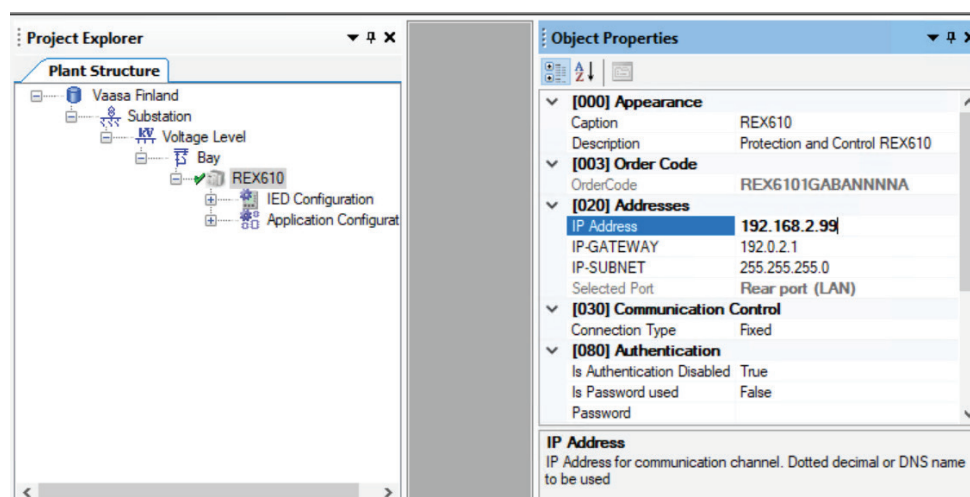 Project Explorer
Plant Structure
Vaasa Finland
Substation
KV Voltage Level
Bay
REX610
IED Configuration
Application Configurat
Object Properties
[000] Appearance
Caption REX610
Description Protection and Control REX610
[003] Order Code
OrderCode REX6101GABANNNNA
[020] Addresses
IP Address 192.168.2.99
IP-GATEWAY 192.0.2.1
IP-SUBNET 255.255.255.0
Selected Port Rear port (LAN)
[030] Communication Control
Connection Type Fixed
[080] Authentication
Is Authentication Disabled True
Is Password used False
Password
IP Address
IP Address for communication channel. Dotted decimal or DNS name
to be used